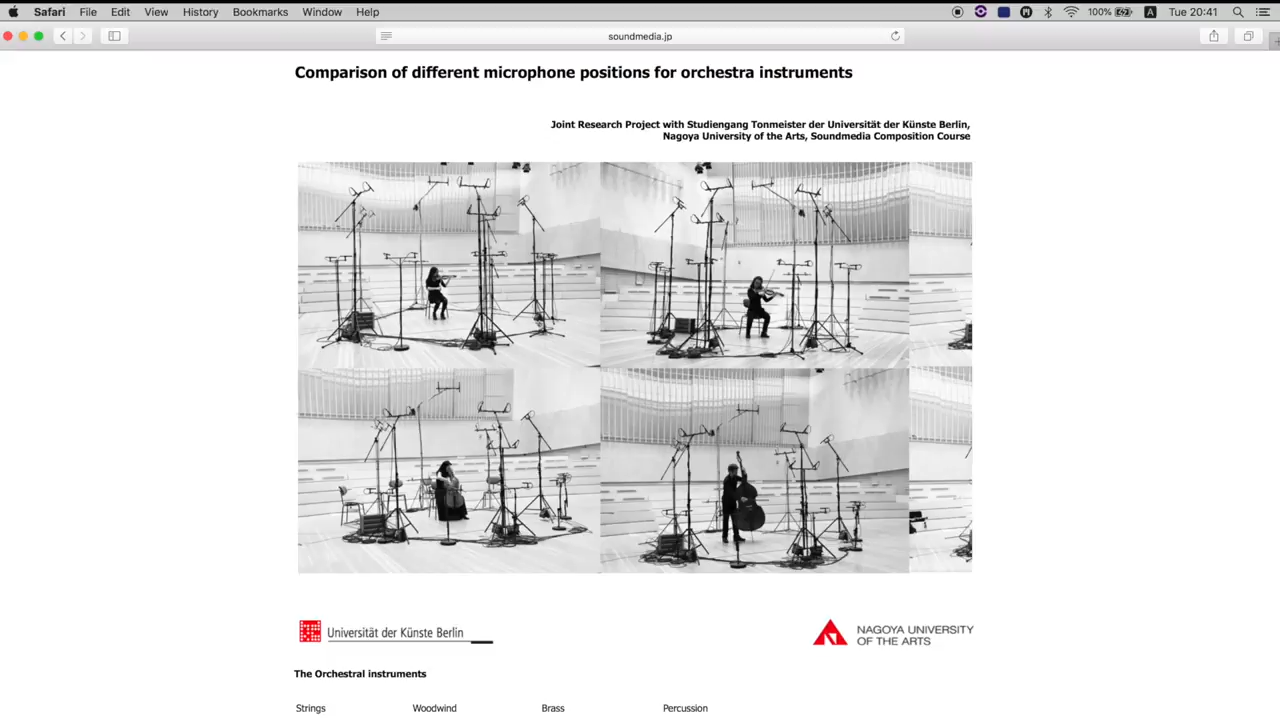 Safari File Edit View History Bookmarks Window Help 100% A Tue 20:41
soundmedia.jp
Comparison of different microphone positions for orchestra instruments
Joint Research Project with Studiengang Tonmeister der Universität der Künste Berlin,
Nagoya University of the Arts, Soundmedia Composition Course
Universität der Künste Berlin
NAGOYA UNIVERSITY
OF THE ARTS
The Orchestral instruments
Strings Woodwind Brass Percussion